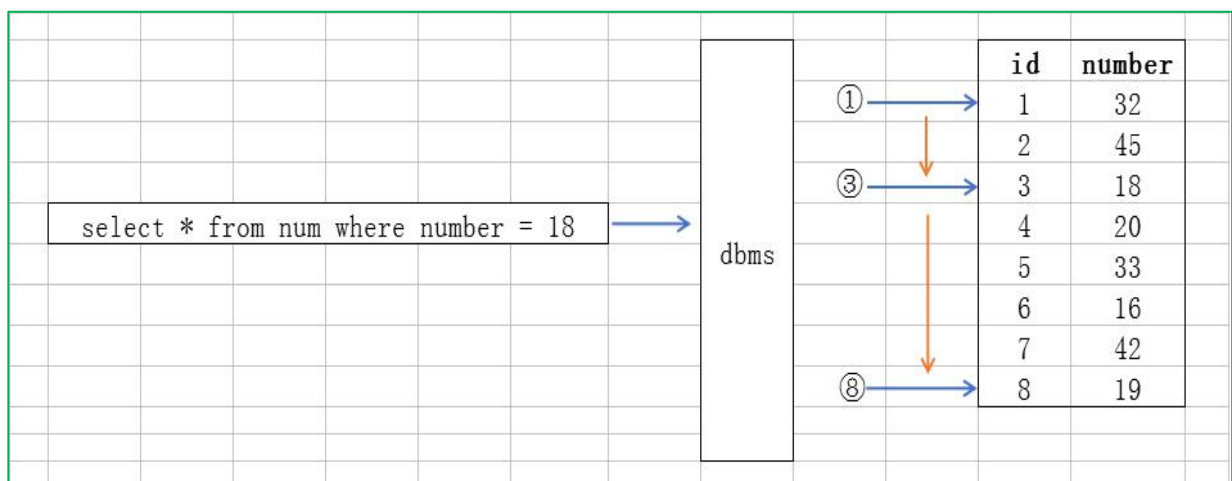 id number
① 1 32
2 45
③ 3 18
select * from num where number = 18
4 20
dbms
5 33
6 16
7 42
⑧ 8 19